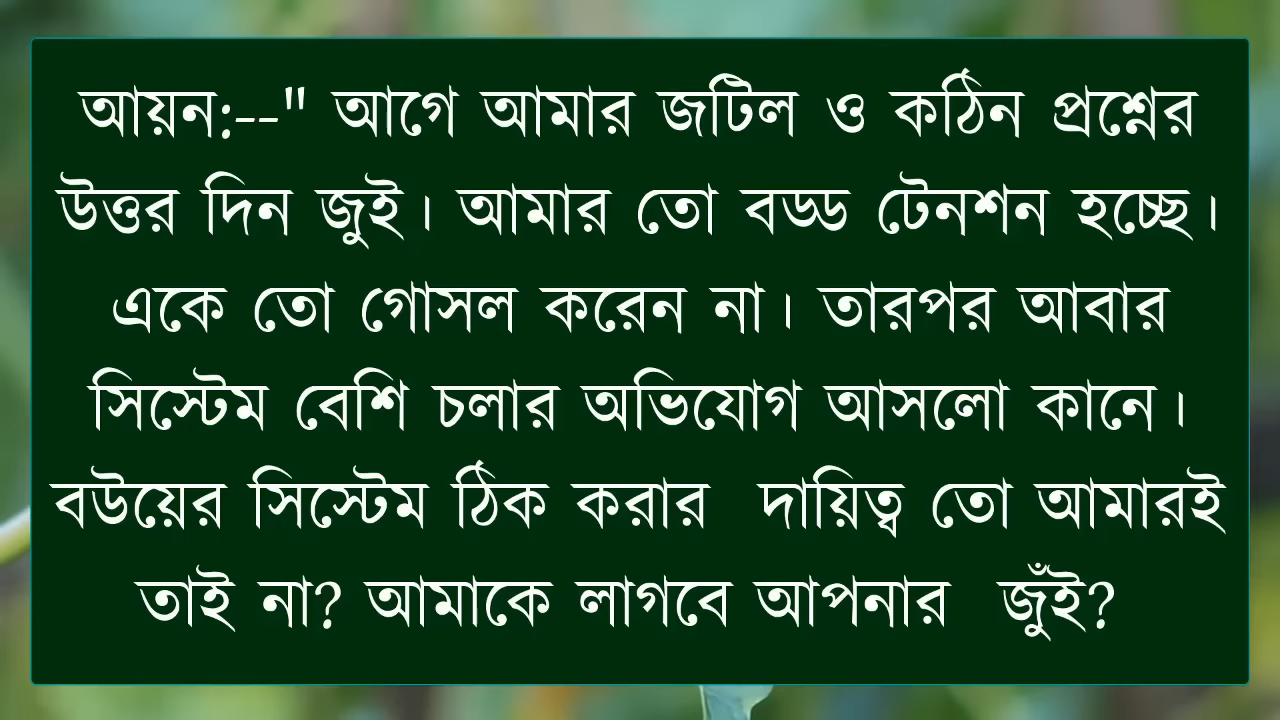 আয়ন:--" আগে আমার জটিল ও কঠিন প্রশ্নের
উত্তর দিন জুই। আমার তো বড্ড টেনশন হচ্ছে।
একে তো গোসল করেন না। তারপর আবার
সিস্টেম বেশি চলার অভিযোগ আসলো কানে।
বউয়ের সিস্টেম ঠিক করার দায়িত্ব তো আমারই
তাই না? আমাকে লাগবে আপনার জুঁই?